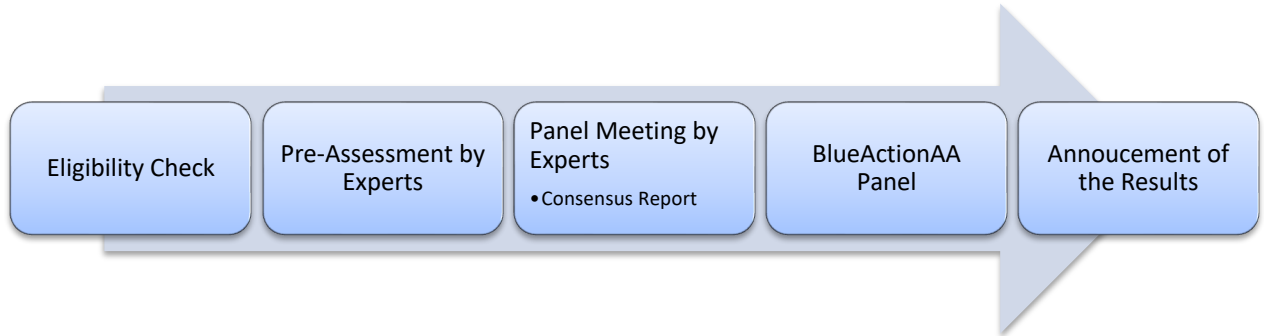 Eligibility Check
Pre-Assessment by
Experts
Panel Meeting by
Experts
•Consensus Report
BlueActionAA
Panel
Annoucement of
the Results